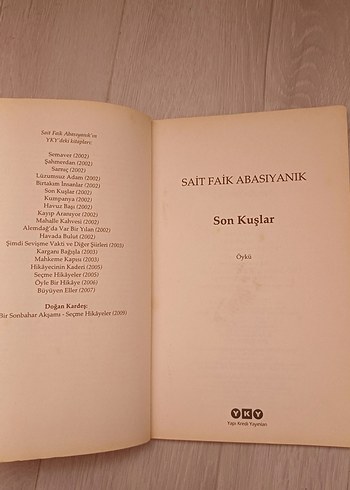 Sait Faik Abasıyanık'ın
YKY'deki kitapları:
Semaver (2002)
Şahmerdan (2002)
Sarnıç (2002)
Lüzumsuz Adam (2002)
Birtakım İnsanlar (2002)
Son Kuşlar (2002)
Kumpanya (2002)
Havuz Başı (2002)
Kayıp Aranıyor (2002)
Mahalle Kahvesi (2002)
Alemdağ'da Var Bir Yılan (2002)
Havada Bulut (2002)
Şimdi Sevişme Vakti ve Diğer Şiirleri (2003)
Karganı Bağışla (2003)
Mahkeme Kapısı (2003)
Hikâyecinin Kaderi (2005)
Seçme Hikâyeler (2005)
Öyle Bir Hikâye (2006)
Büyüyen Eller (2007)
Doğan Kardeş:
Bir Sonbahar Akşamı - Seçme Hikâyeler (2009)
SAİT FAİK ABASIYANIK
Son Kuşlar
Öykü
YKY
Yapı Kredi Yayınları